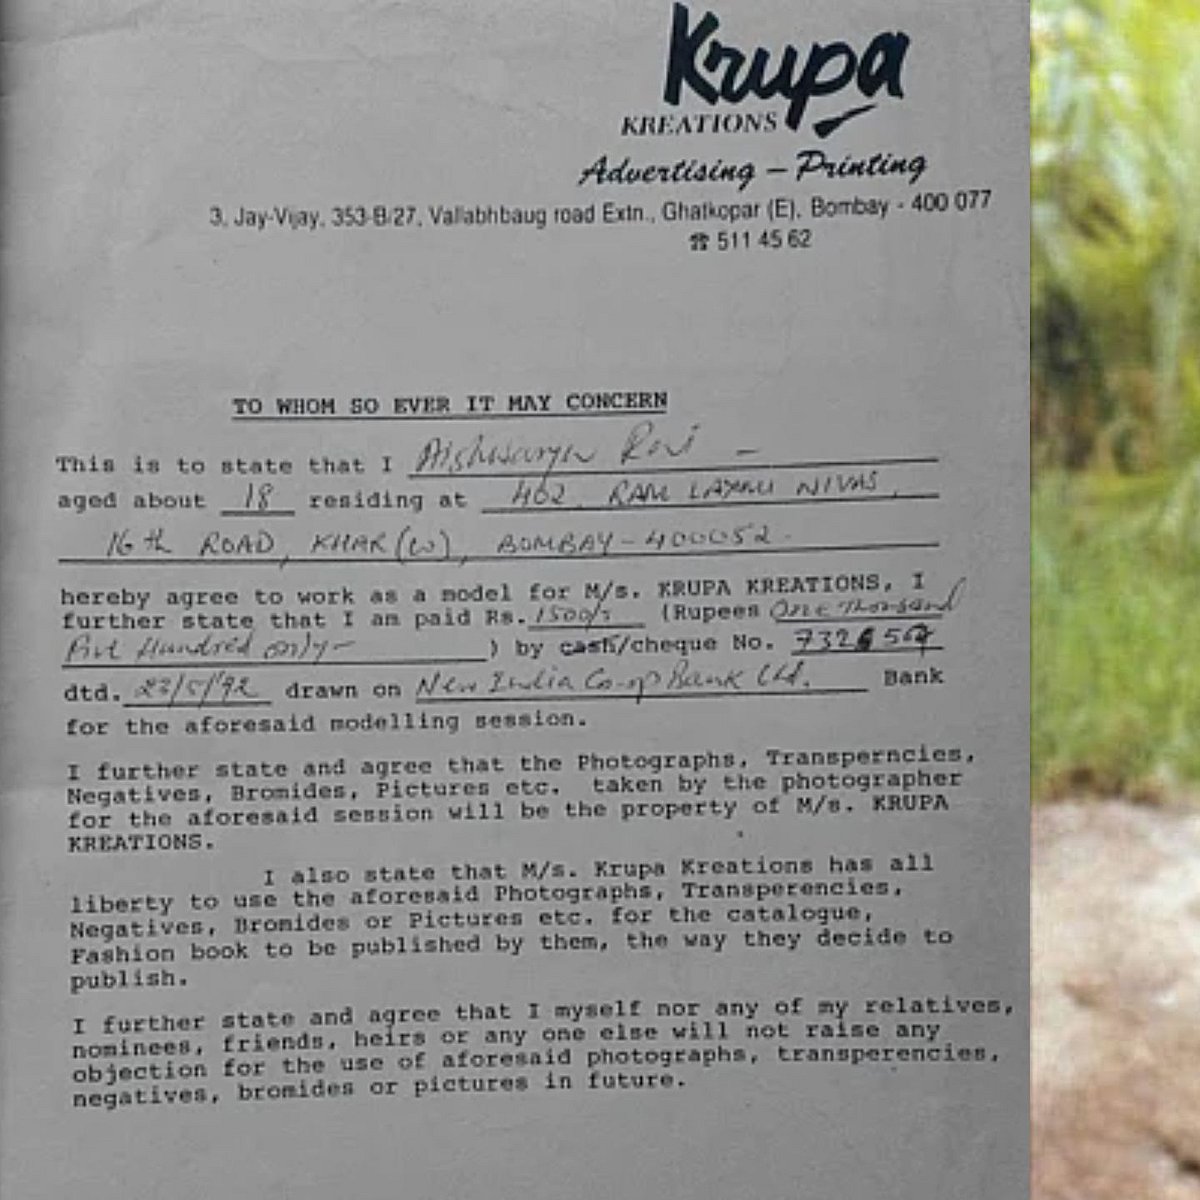 Krupa
KREATIONS
Advertising – Printing
3, Jay-Vijay, 353-B/27, Vallabhbaug road Extn., Ghatkopar (E), Bombay - 400 077
☎ 511 45 62
TO WHOM SO EVER IT MAY CONCERN
This is to state that I Aishwarya Rai –
aged about 18 residing at 402, RAM LAXMI NIVAS,
16th ROAD, KHAR (W), BOMBAY - 400052.
hereby agree to work as a model for M/s. KRUPA KREATIONS, I
further state that I am paid Rs. 1500/- (Rupees One Thousand
Five Hundred only- ) by cash/cheque No.
dtd. 23/5/92 drawn on New India Co-op Bank Ltd. Bank
for the aforesaid modelling session.
I further state and agree that the Photographs, Transperncies,
Negatives, Bromides, Pictures etc. taken by the photographer
for the aforesaid session will be the property of M/s. KRUPA
KREATIONS.
I also state that M/s. Krupa Kreations has all
liberty to use the aforesaid Photographs, Transperencies,
Negatives, Bromides or Pictures etc. for the catalogue,
Fashion book to be published by them, the way they decide to
publish.
I further state and agree that I myself nor any of my relatives,
nominees, friends, heirs or any one else will not raise any
objection for the use of aforesaid photographs, transperencies,
negatives, bromides or pictures in future.